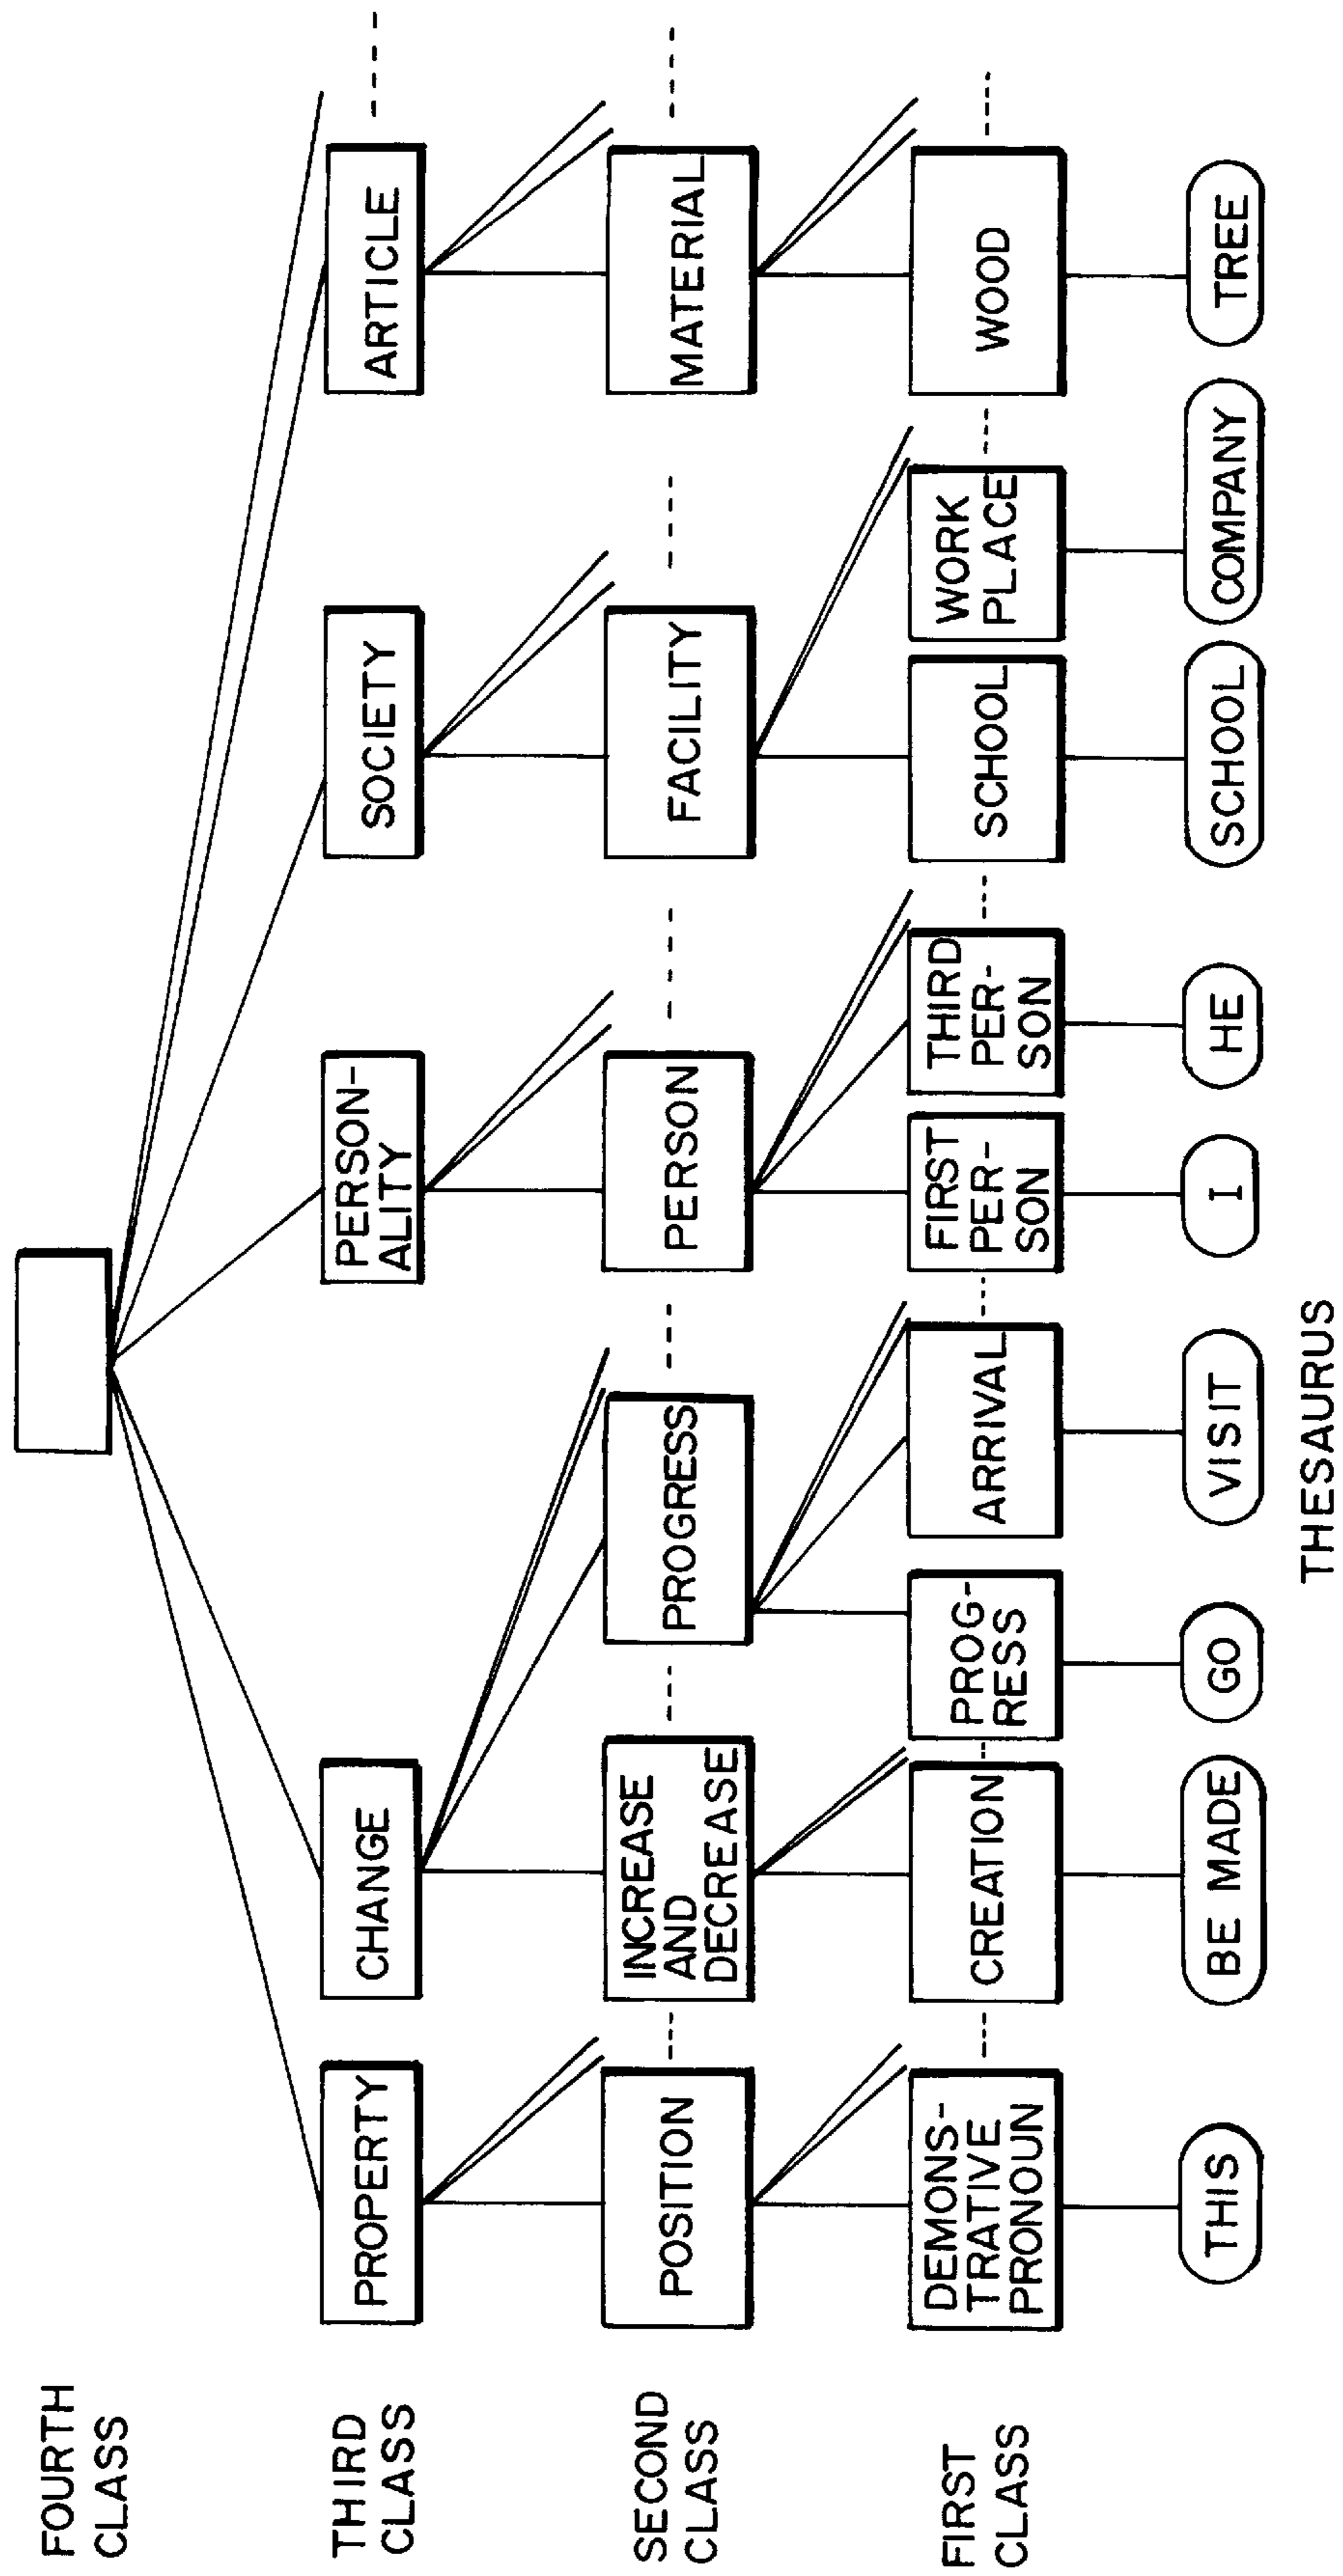 FOURTH
CLASS
THIRD
CLASS
PROPERTY
CHANGE
PERSON-
ALITY
SOCIETY
ARTICLE
SECOND
CLASS
POSITION
INCREASE
AND
DECREASE
PROGRESS
PERSON
FACILITY
MATERIAL
FIRST
CLASS
DEMONS-
TRATIVE
PRONOUN
CREATION
PROG-
RESS
ARRIVAL
FIRST
PER-
SON
THIRD
PER-
SON
SCHOOL
WORK
PLACE
WOOD
THIS
BE MADE
GO
VISIT
I
HE
SCHOOL
COMPANY
TREE
THESAURUS